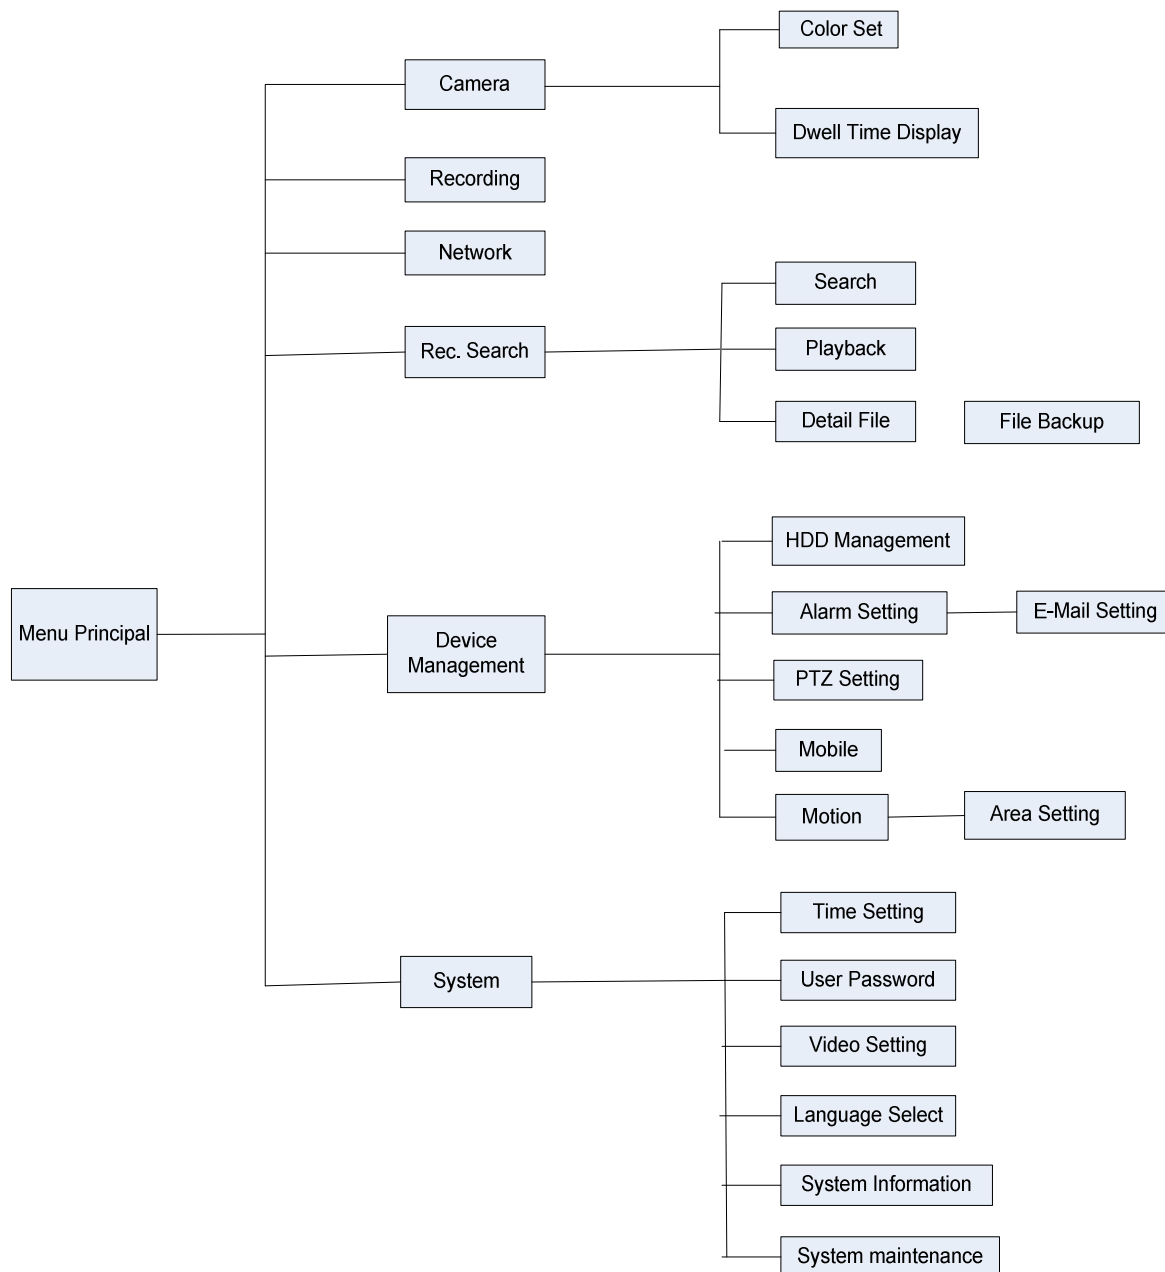 Menu Principal
Camera
Color Set
Dwell Time Display
Recording
Network
Rec. Search
Search
Playback
Detail File
File Backup
Device
Management
HDD Management
Alarm Setting
E-Mail Setting
PTZ Setting
Mobile
Motion
Area Setting
System
Time Setting
User Password
Video Setting
Language Select
System Information
System maintenance